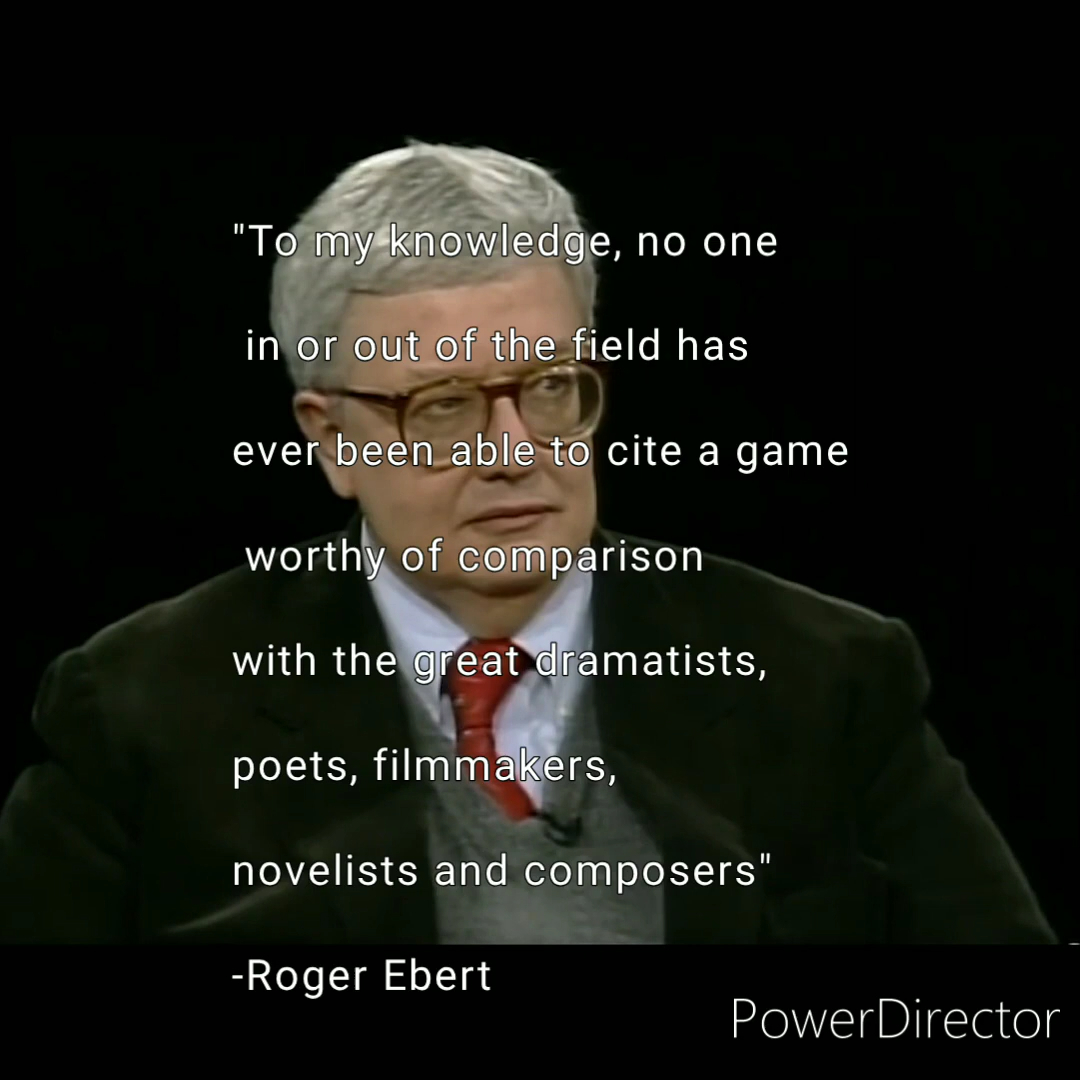 "To my knowledge, no one
in or out of the field has
ever been able to cite a game
worthy of comparison
with the great dramatists,
poets, filmmakers,
novelists and composers"
-Roger Ebert
PowerDirector